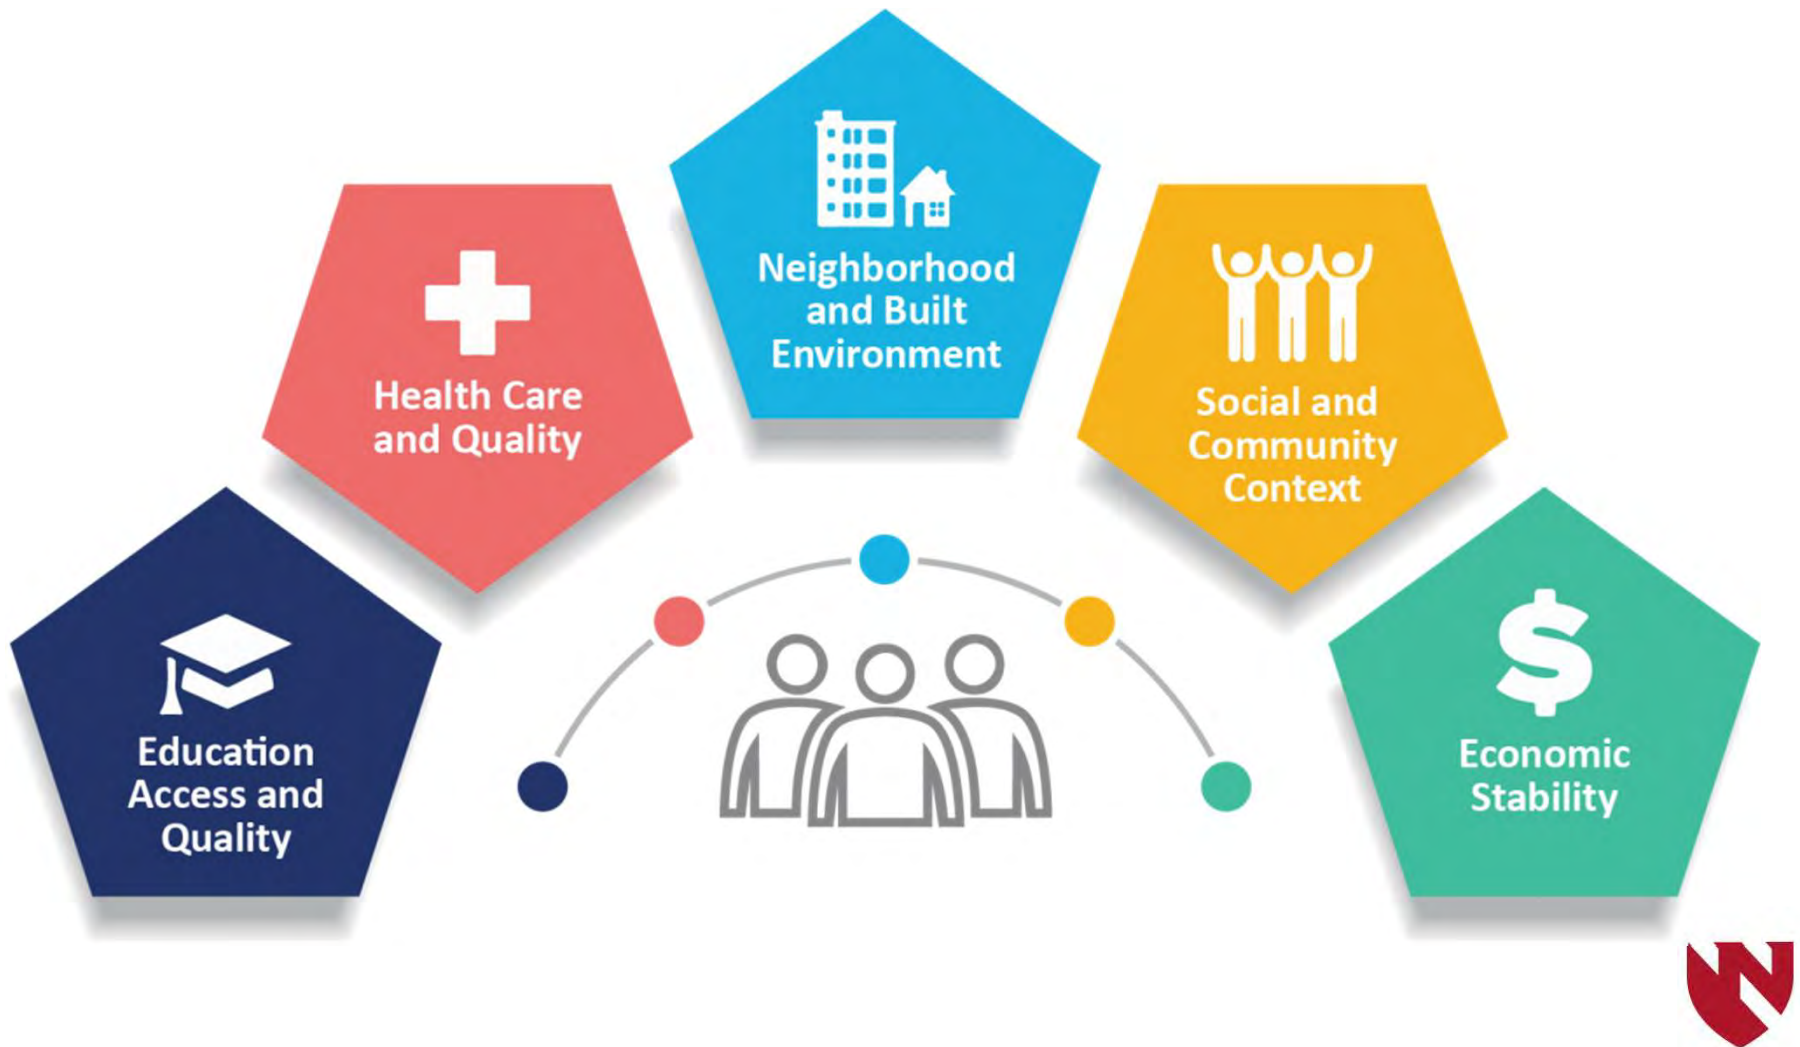 Neighborhood
and Built
Environment
Health Care
and Quality
Social and
Community
Context
Education
Access and
Quality
Economic
Stability